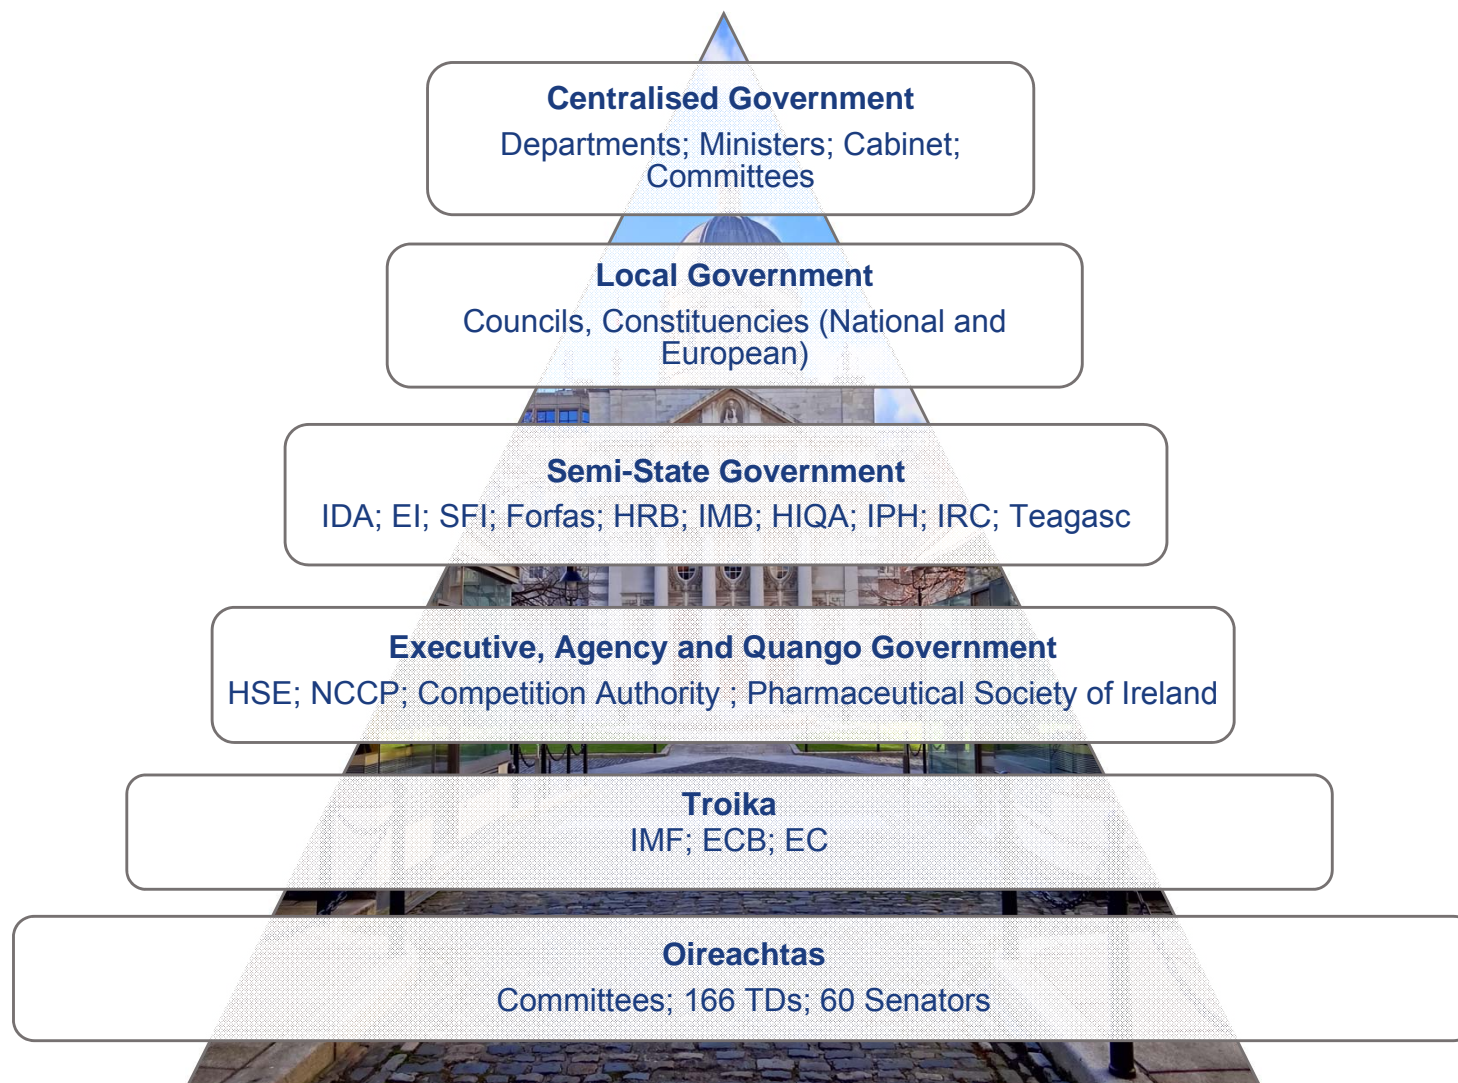 Centralised Government
Departments; Ministers; Cabinet;
Committees
Local Government
Councils, Constituencies (National and
European)
Semi-State Government
IDA; EI; SFI; Forfas; HRB; IMB; HIQA; IPH; IRC; Teagasc
Executive, Agency and Quango Government
HSE; NCCP; Competition Authority ; Pharmaceutical Society of Ireland
Troika
IMF; ECB; EC
Oireachtas
Committees; 166 TDs; 60 Senators